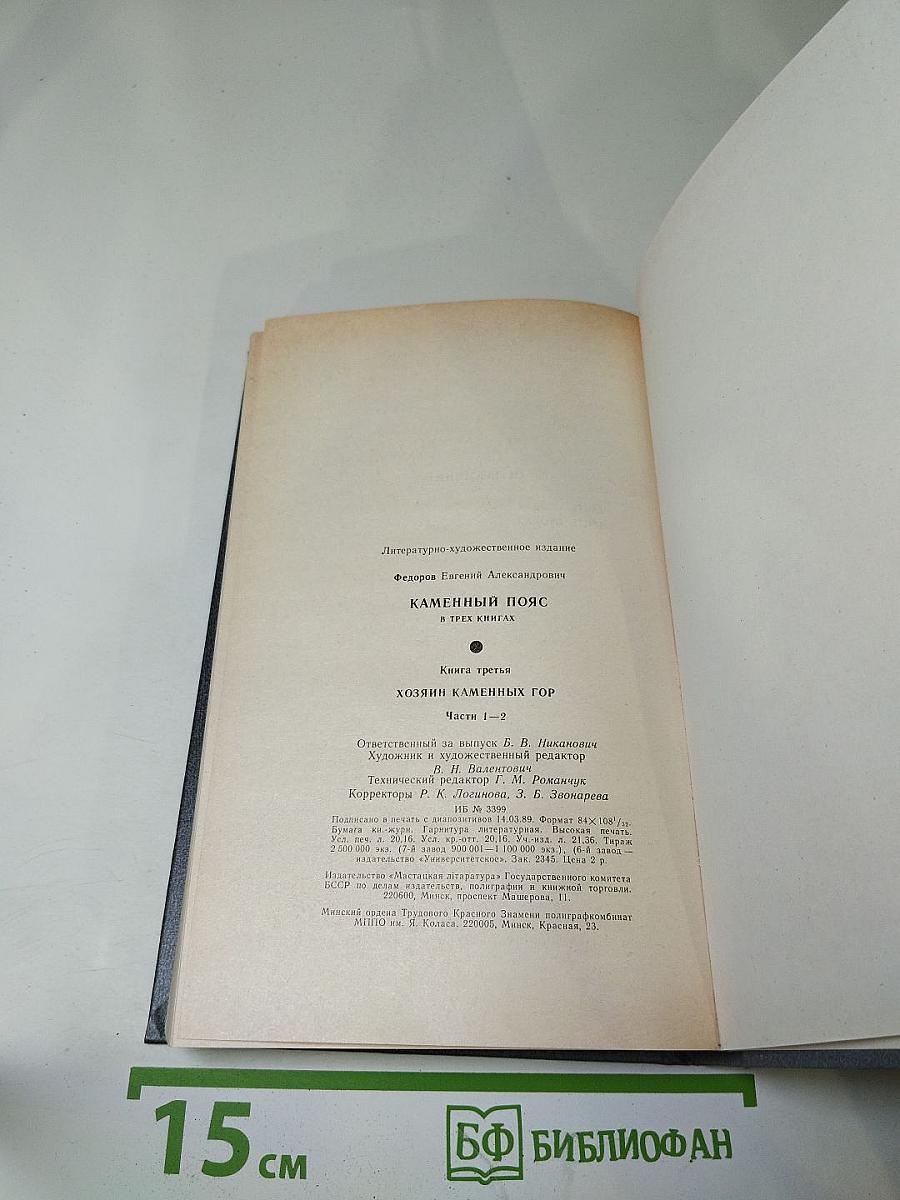 Литературно-художественное издание
Федоров Евгений Александрович
КАМЕННЫЙ ПОЯС
В ТРЕХ КНИГАХ
Книга третья
ХОЗЯИН КАМЕННЫХ ГОР
Части 1—2
Ответственный за выпуск Б. В. Никанович
Художник и художественный редактор
В. Н. Валентович
Технический редактор Г. М. Романчук
Корректоры Р. К. Логинова, З. Б. Звонарева
ИБ № 3399
Подписано в печать с диапозитивов 14.03.89. Формат 84×108¹/₃₂.
Бумага кн.-журн. Гарнитура литературная. Высокая печать.
Усл. печ. л. 20,16. Усл. кр.-отт. 20,16. Уч.-изд. л. 21,36. Тираж
2 500 000 экз. (7-й завод 900 001—1 100 000 экз.), (6-й завод —
издательство «Университетское». Зак. 2345. Цена 2 р.
Издательство «Мастацкая літаратура» Государственного комитета
БССР по делам издательств, полиграфии и книжной торговли.
220600, Минск, проспект Машерова, 11.
Минский ордена Трудового Красного Знамени полиграфкомбинат
МППО им. Я. Коласа. 220005, Минск, Красная, 23.
15 см
БФ БИБЛИОФАН